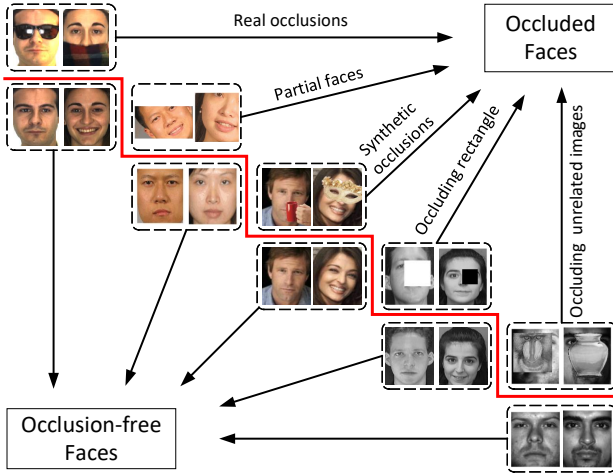 Real occlusions
Occluded
Faces
Partial faces
Synthetic
occlusions
Occluding rectangle
Occluding unrelated images
Occlusion-free
Faces